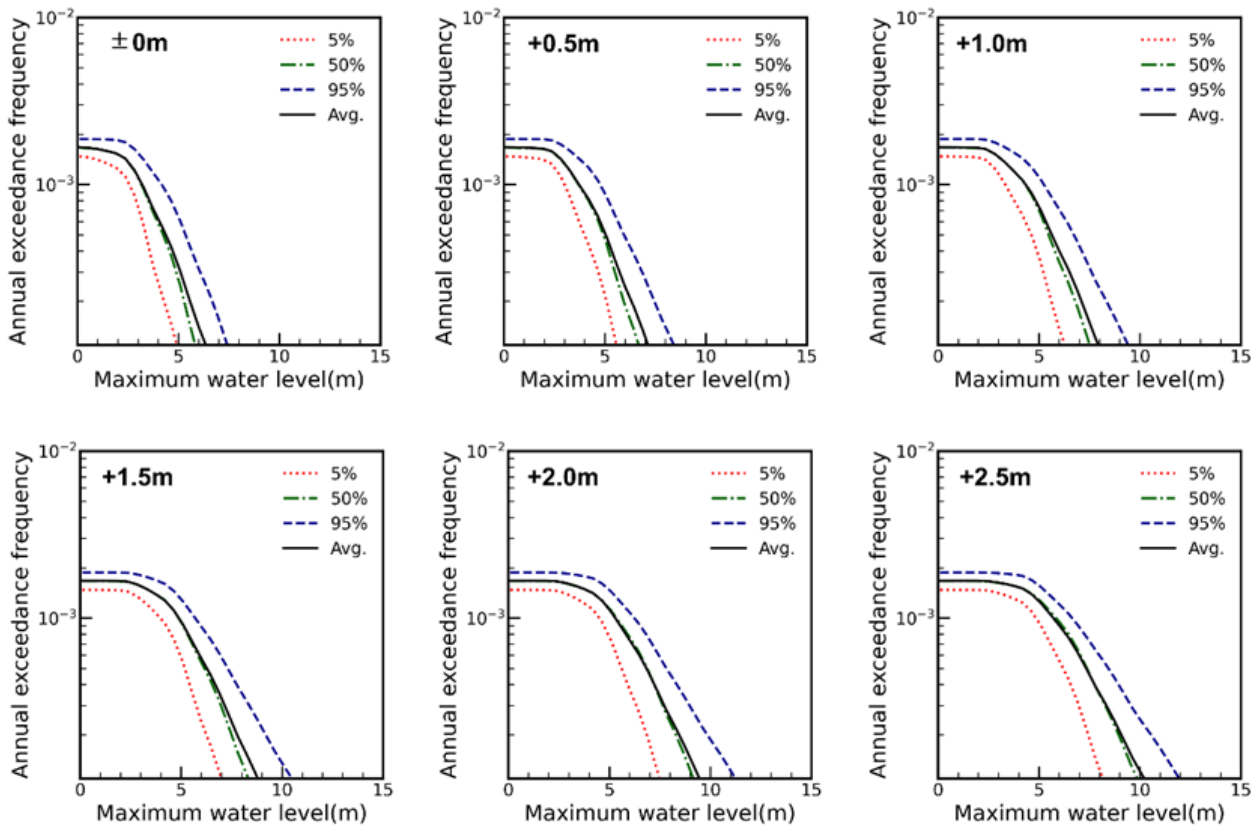 ±0m
5%
50%
95%
Avg.
10⁻²
10⁻³
Annual exceedance frequency
0 5 10 15
Maximum water level(m)
+0.5m
5%
50%
95%
Avg.
10⁻²
10⁻³
Annual exceedance frequency
0 5 10 15
Maximum water level(m)
+1.0m
5%
50%
95%
Avg.
10⁻²
10⁻³
Annual exceedance frequency
0 5 10 15
Maximum water level(m)
+1.5m
5%
50%
95%
Avg.
10⁻²
10⁻³
Annual exceedance frequency
0 5 10 15
Maximum water level(m)
+2.0m
5%
50%
95%
Avg.
10⁻²
10⁻³
Annual exceedance frequency
0 5 10 15
Maximum water level(m)
+2.5m
5%
50%
95%
Avg.
10⁻²
10⁻³
Annual exceedance frequency
0 5 10 15
Maximum water level(m)